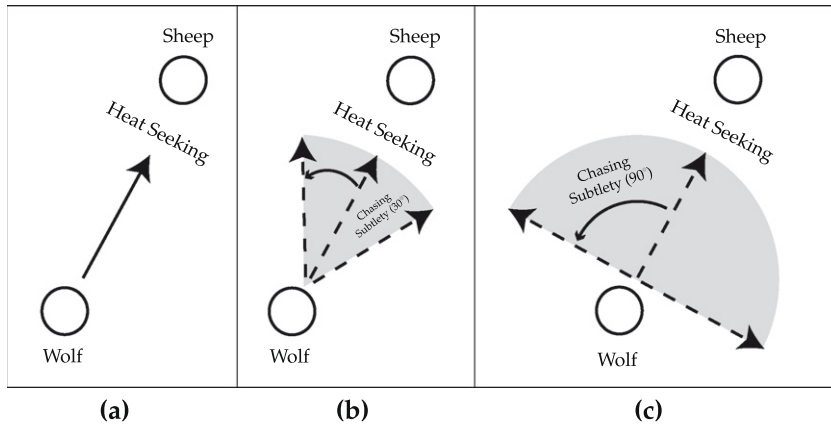 Sheep
Heat Seeking
Wolf
(a)
Sheep
Heat Seeking
Chasing
Subtlety (30°)
Wolf
(b)
Sheep
Heat Seeking
Chasing
Subtlety (90°)
Wolf
(c)